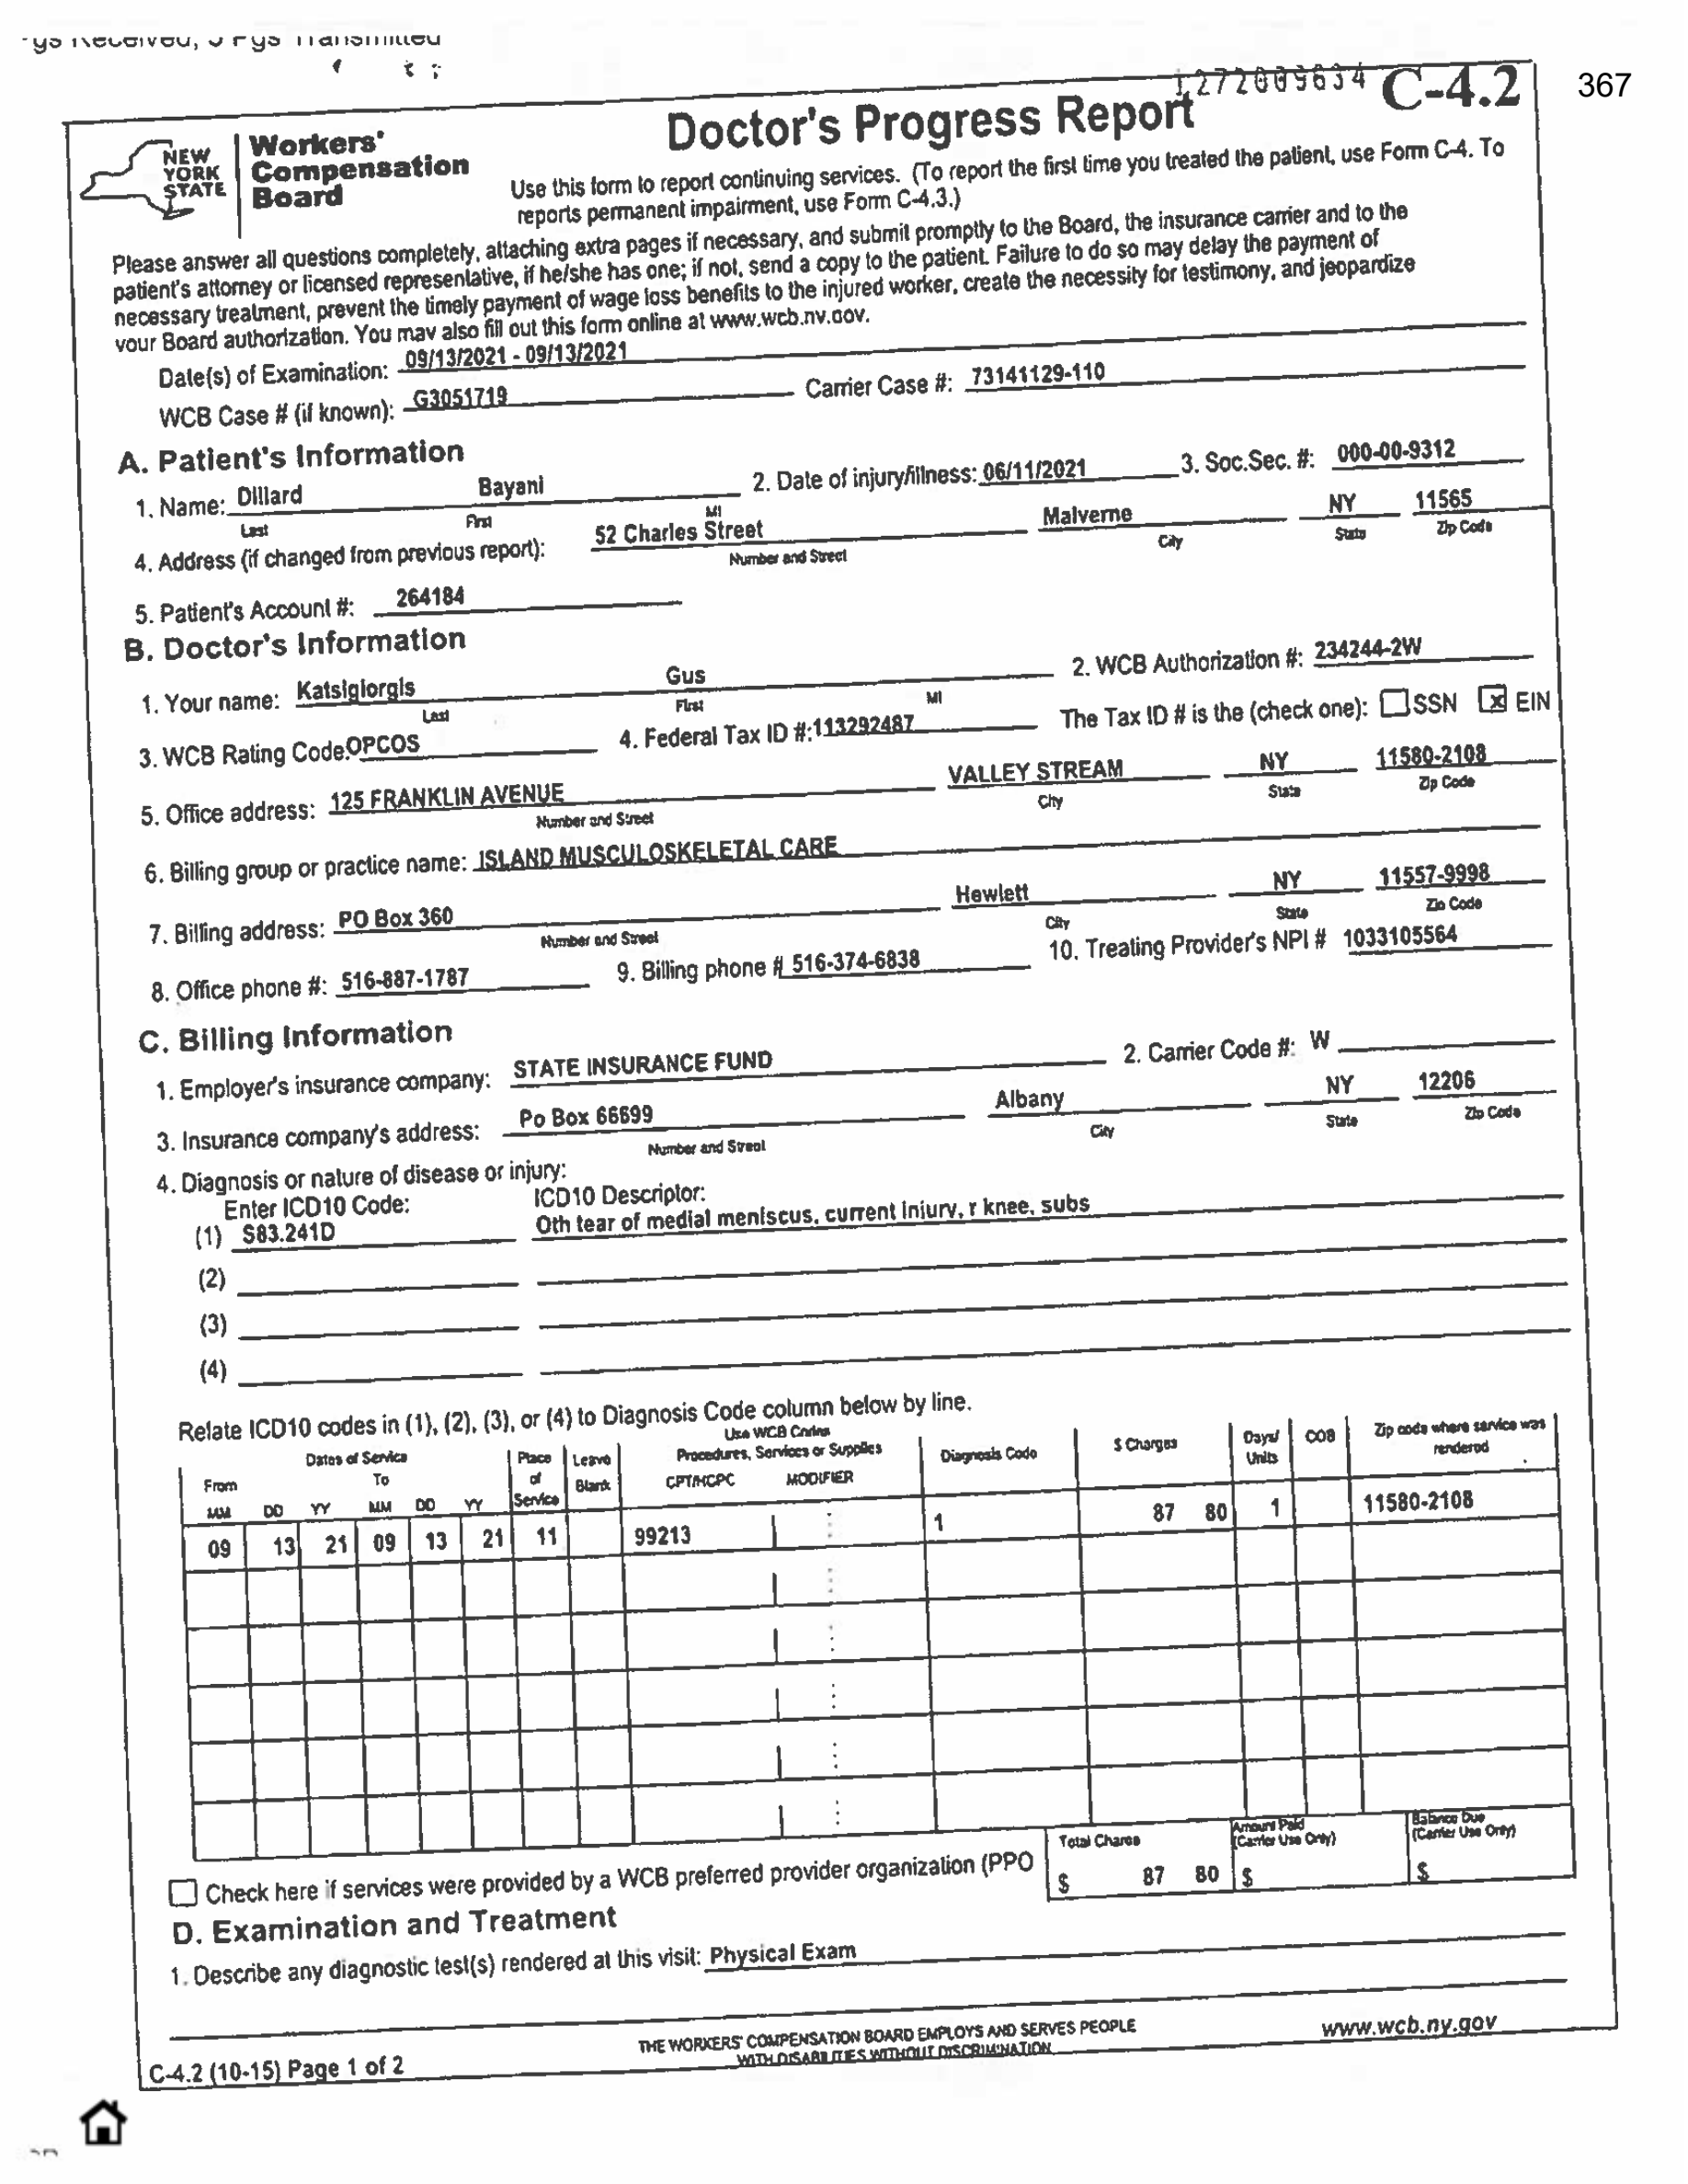 Pgs Transmitted
1272009634 C-4.2
367
NEW YORK STATE
Workers' Compensation Board
Doctor's Progress Report
Use this form to report continuing services. (To report the first time you treated the patient, use Form C-4. To
reports permanent impairment, use Form C-4.3.)
Please answer all questions completely, attaching extra pages if necessary, and submit promptly to the Board, the insurance carrier and to the
patient's attorney or licensed representative, if he/she has one; if not, send a copy to the patient. Failure to do so may delay the payment of
necessary treatment, prevent the timely payment of wage loss benefits to the injured worker, create the necessity for testimony, and jeopardize
your Board authorization. You may also fill out this form online at www.wcb.ny.gov.
Date(s) of Examination: 09/13/2021 - 09/13/2021
WCB Case # (if known): G3051719 Carrier Case #: 73141129-110
A. Patient's Information
1. Name: Dillard Bayani 2. Date of injury/illness: 06/11/2021 3. Soc.Sec. #: 000-00-9312
Last First MI
4. Address (if changed from previous report): 52 Charles Street Malverne NY 11565
Number and Street City State Zip Code
5. Patient's Account #: 264184
B. Doctor's Information
1. Your name: Katsigiorgis Gus 2. WCB Authorization #: 234244-2W
Last First MI
3. WCB Rating Code: OPCOS 4. Federal Tax ID #: 113292487 The Tax ID # is the (check one): SSN x EIN
5. Office address: 125 FRANKLIN AVENUE VALLEY STREAM NY 11580-2108
Number and Street City State Zip Code
6. Billing group or practice name: ISLAND MUSCULOSKELETAL CARE
7. Billing address: PO Box 360 Hewlett NY 11557-9998
Number and Street City State Zip Code
8. Office phone #: 516-887-1787 9. Billing phone # 516-374-6838 10. Treating Provider's NPI # 1033105564
C. Billing Information
1. Employer's insurance company: STATE INSURANCE FUND 2. Carrier Code #: W
3. Insurance company's address: Po Box 66699 Albany NY 12206
Number and Street City State Zip Code
4. Diagnosis or nature of disease or injury:
Enter ICD10 Code: ICD10 Descriptor:
(1) S83.241D Oth tear of medial meniscus, current injury, r knee, subs
(2)
(3)
(4)
Relate ICD10 codes in (1), (2), (3), or (4) to Diagnosis Code column below by line.
Dates of Service Place of Service Leave Blank Use WCB Codes Procedures, Services or Supplies Diagnosis Code $ Charges Days/ Units COB Zip code where service was rendered
From To CPT/HCPC MODIFIER
MM DD YY MM DD YY
09 13 21 09 13 21 11 99213 1 87 80 1 11580-2108
Total Charge Amount Paid (Carrier Use Only) Balance Due (Carrier Use Only)
Check here if services were provided by a WCB preferred provider organization (PPO $ 87 80 $ $
D. Examination and Treatment
1. Describe any diagnostic test(s) rendered at this visit: Physical Exam
THE WORKERS' COMPENSATION BOARD EMPLOYS AND SERVES PEOPLE
WITH DISABILITIES WITHOUT DISCRIMINATION
www.wcb.ny.gov
C-4.2 (10-15) Page 1 of 2